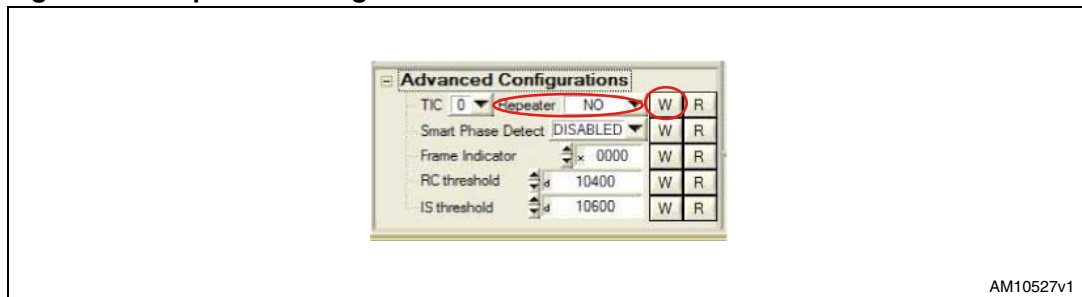 Advanced Configurations
TIC 0 Repeater NO W R
Smart Phase Detect DISABLED W R
Frame Indicator x 0000 W R
RC threshold d 10400 W R
IS threshold d 10600 W R
AM10527v1